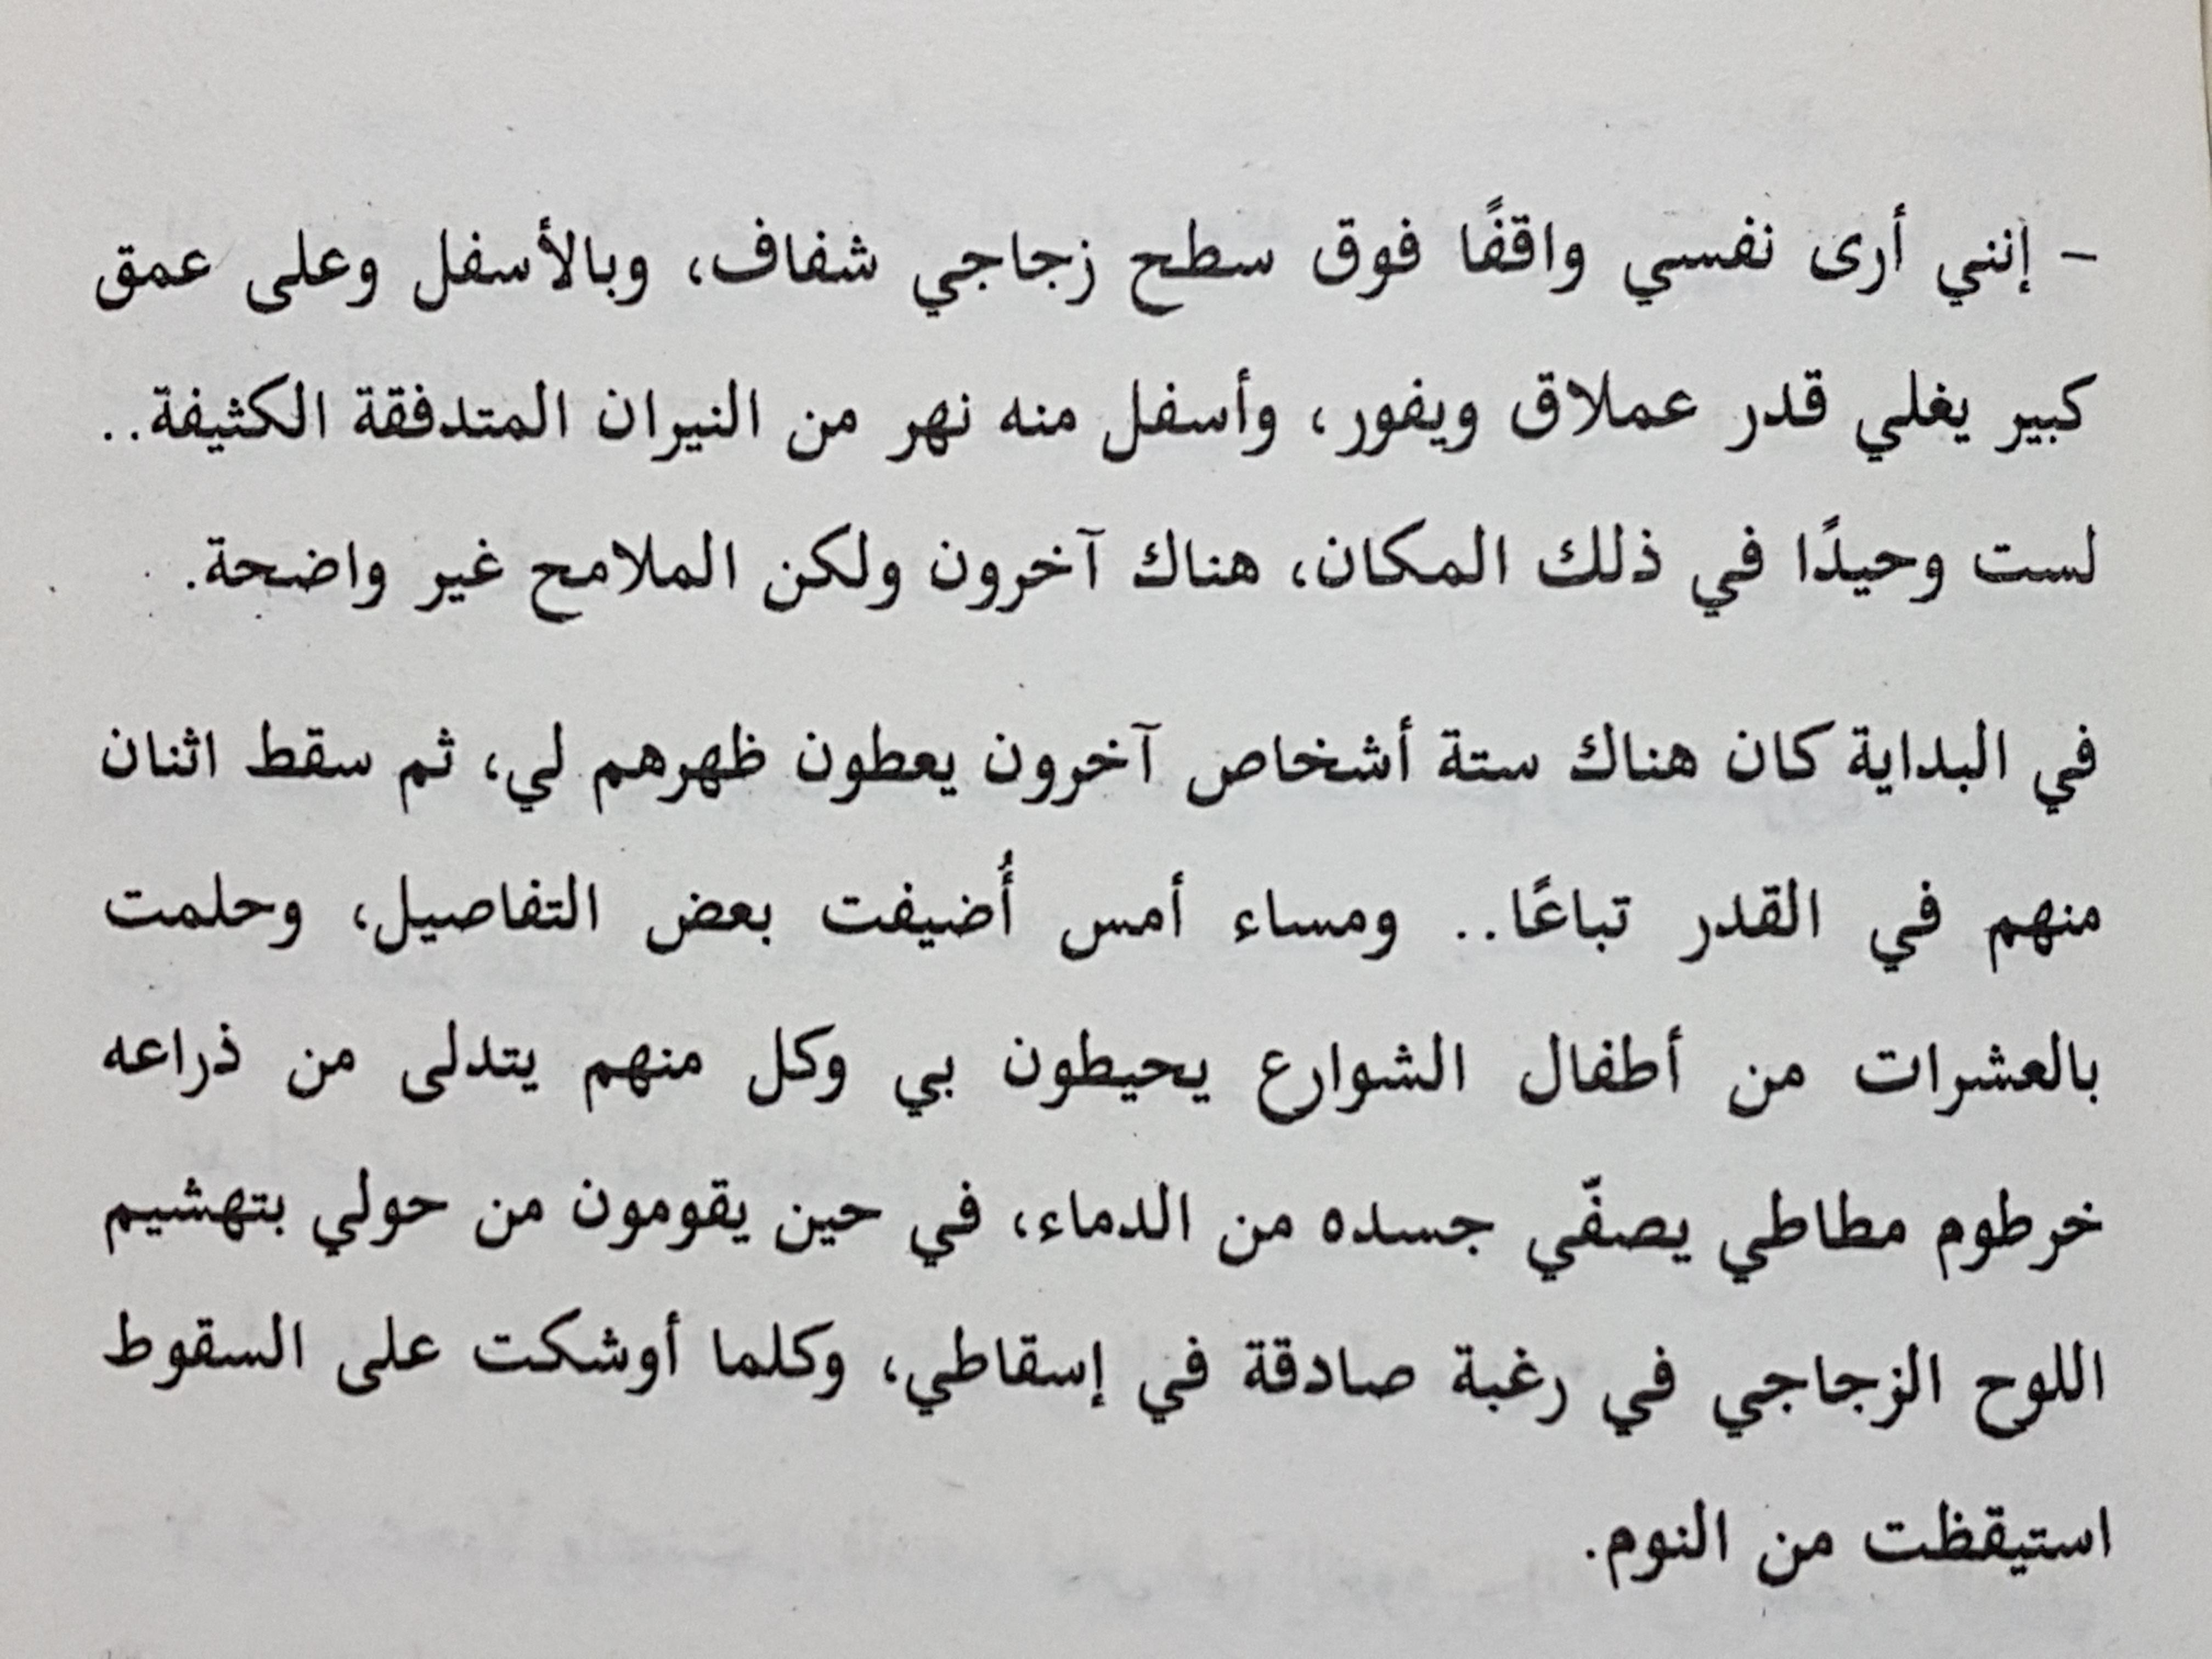 - إنني أرى نفسي واقفًا فوق سطح زجاجي شفاف، وبالأسفل وعلى عمق
كبير يغلي قدر عملاق ويفور، وأسفل منه نهر من النيران المتدفقة الكثيفة..
لست وحيدًا في ذلك المكان، هناك آخرون ولكن الملامح غير واضحة.
في البداية كان هناك ستة أشخاص آخرون يعطون ظهرهم لي، ثم سقط اثنان
منهم في القدر تباعًا.. ومساء أمس أُضيفت بعض التفاصيل، وحلمت
بالعشرات من أطفال الشوارع يحيطون بي وكل منهم يتدلى من ذراعه
خرطوم مطاطي يصفّي جسده من الدماء، في حين يقومون من حولي بتهشيم
اللوح الزجاجي في رغبة صادقة في إسقاطي، وكلما أوشكت على السقوط
استيقظت من النوم.